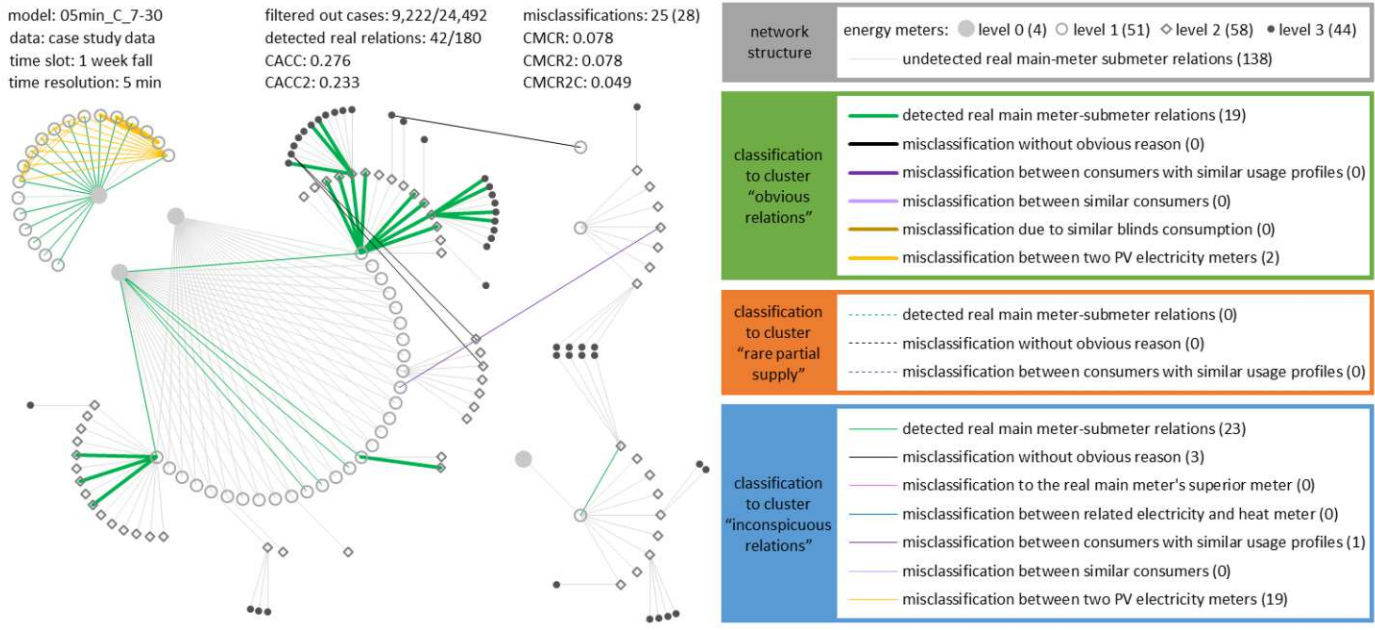 model: 05min_C_7-30
data: case study data
time slot: 1 week fall
time resolution: 5 min
filtered out cases: 9,222/24,492
detected real relations: 42/180
CACC: 0.276
CACC2: 0.233
misclassifications: 25 (28)
CMCR: 0.078
CMCR2: 0.078
CMCR2C: 0.049
network
structure
energy meters: level 0 (4) level 1 (51) level 2 (58) level 3 (44)
undetected real main-meter submeter relations (138)
classification
to cluster
“obvious
relations”
detected real main meter-submeter relations (19)
misclassification without obvious reason (0)
misclassification between consumers with similar usage profiles (0)
misclassification between similar consumers (0)
misclassification due to similar blinds consumption (0)
misclassification between two PV electricity meters (2)
classification
to cluster
“rare partial
supply”
detected real main meter-submeter relations (0)
misclassification without obvious reason (0)
misclassification between consumers with similar usage profiles (0)
classification
to cluster
“inconspicuous
relations”
detected real main meter-submeter relations (23)
misclassification without obvious reason (3)
misclassification to the real main meter's superior meter (0)
misclassification between related electricity and heat meter (0)
misclassification between consumers with similar usage profiles (1)
misclassification between similar consumers (0)
misclassification between two PV electricity meters (19)